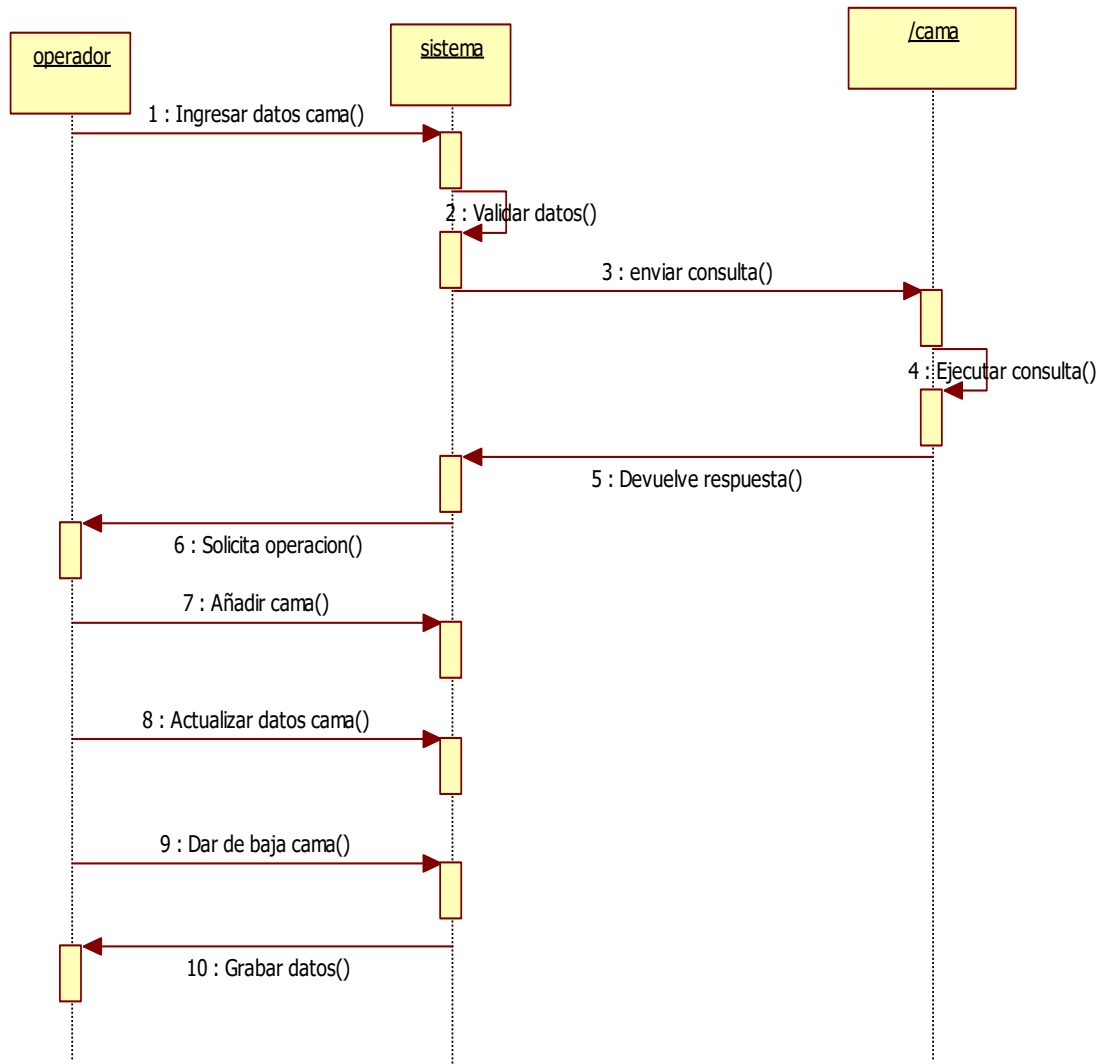 operador
sistema
/cama
1 : Ingresar datos cama()
2 : Validar datos()
3 : enviar consulta()
4 : Ejecutar consulta()
5 : Devuelve respuesta()
6 : Solicita operacion()
7 : Añadir cama()
8 : Actualizar datos cama()
9 : Dar de baja cama()
10 : Grabar datos()